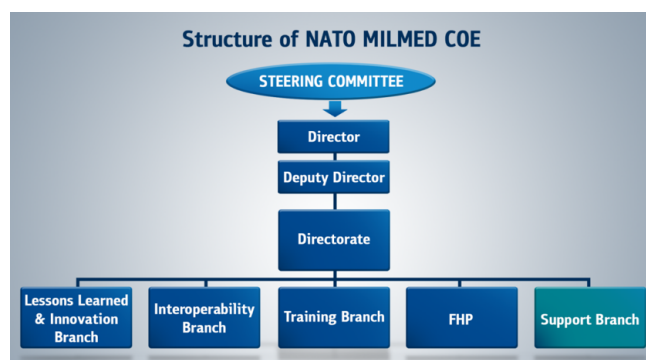 Structure of NATO MILMED COE
STEERING COMMITTEE
Director
Deputy Director
Directorate
Lessons Learned
& Innovation
Branch
Interoperability
Branch
Training Branch
FHP
Support Branch